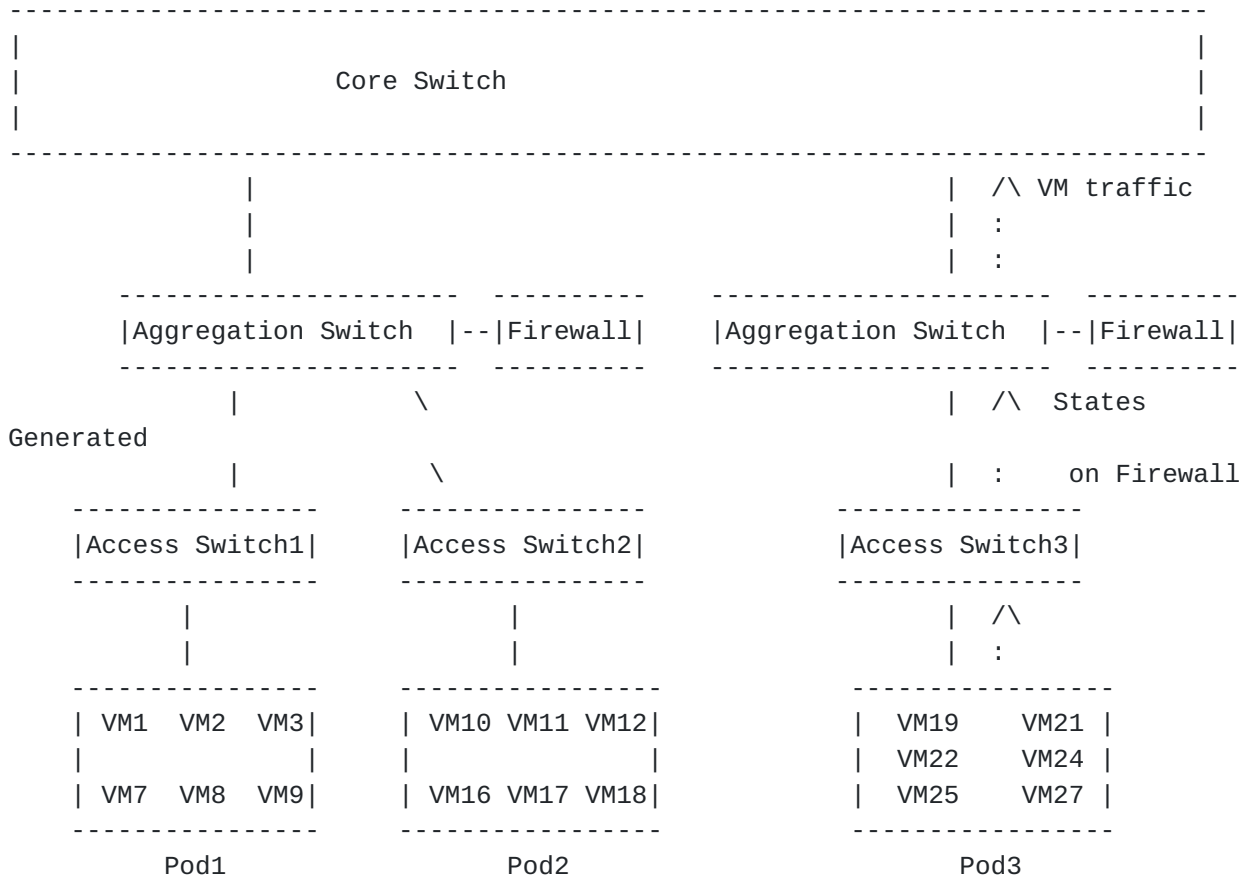 Core Switch
/\ VM traffic
|Aggregation Switch |--|Firewall| |Aggregation Switch |--|Firewall|
/\ States
Generated
: on Firewall
|Access Switch1| |Access Switch2| |Access Switch3|
| VM1 VM2 VM3| | VM10 VM11 VM12| | VM19 VM21 |
| | | | | VM22 VM24 |
| VM7 VM8 VM9| | VM16 VM17 VM18| | VM25 VM27 |
Pod1 Pod2 Pod3